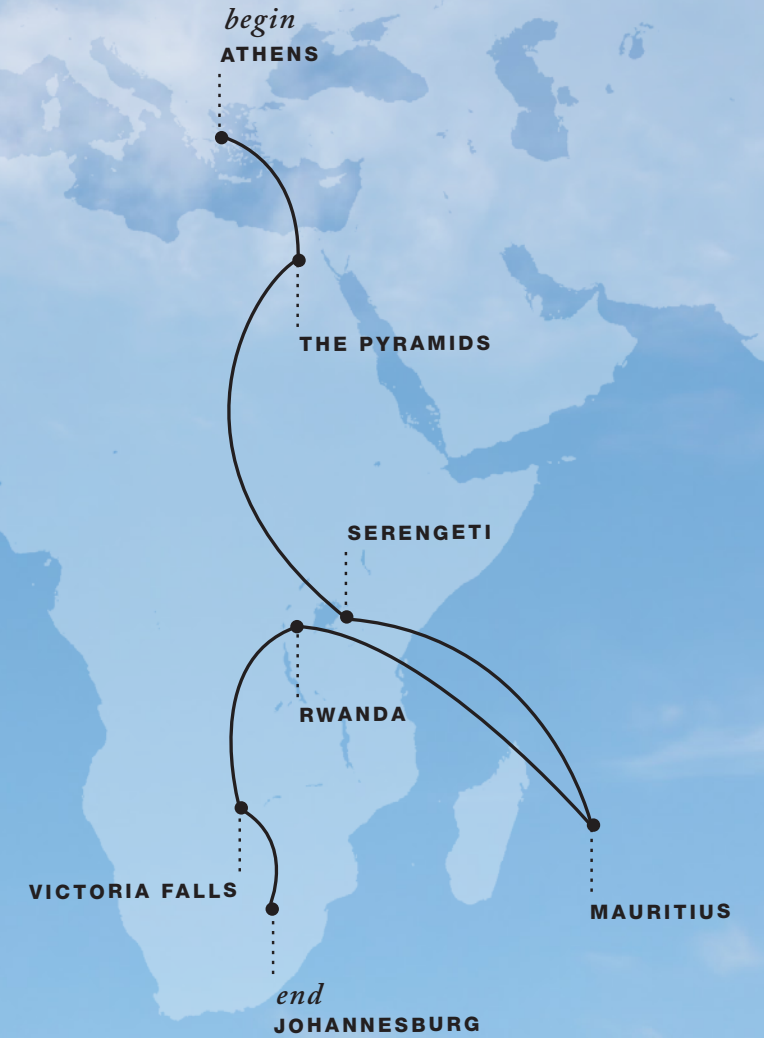 begin
ATHENS
THE PYRAMIDS
SERENGETI
RWANDA
VICTORIA FALLS
MAURITIUS
end
JOHANNESBURG